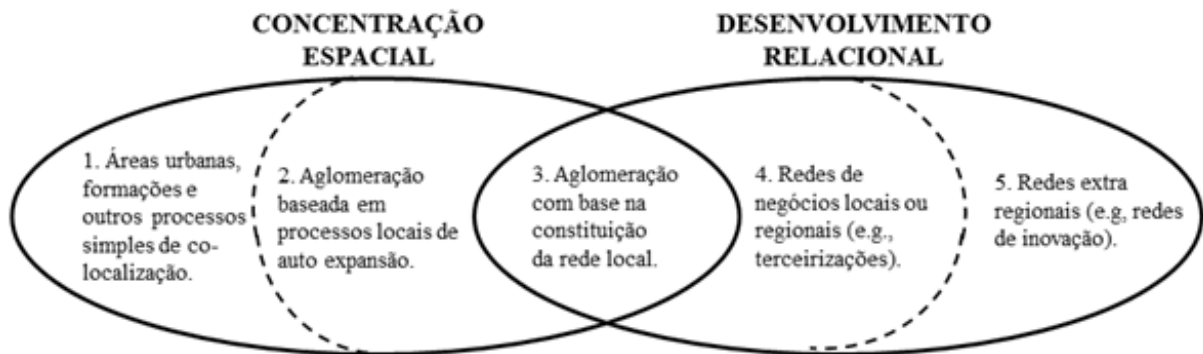 CONCENTRAÇÃO
ESPACIAL
DESENVOLVIMENTO
RELACIONAL
1. Áreas urbanas,
formações e
outros processos
simples de co-
localização.
2. Aglomeração
baseada em
processos locais de
auto expansão.
3. Aglomeração
com base na
constituição
da rede local.
4. Redes de
negócios locais ou
regionais (e.g.,
terceirizações).
5. Redes extra
regionais (e.g, redes
de inovação).